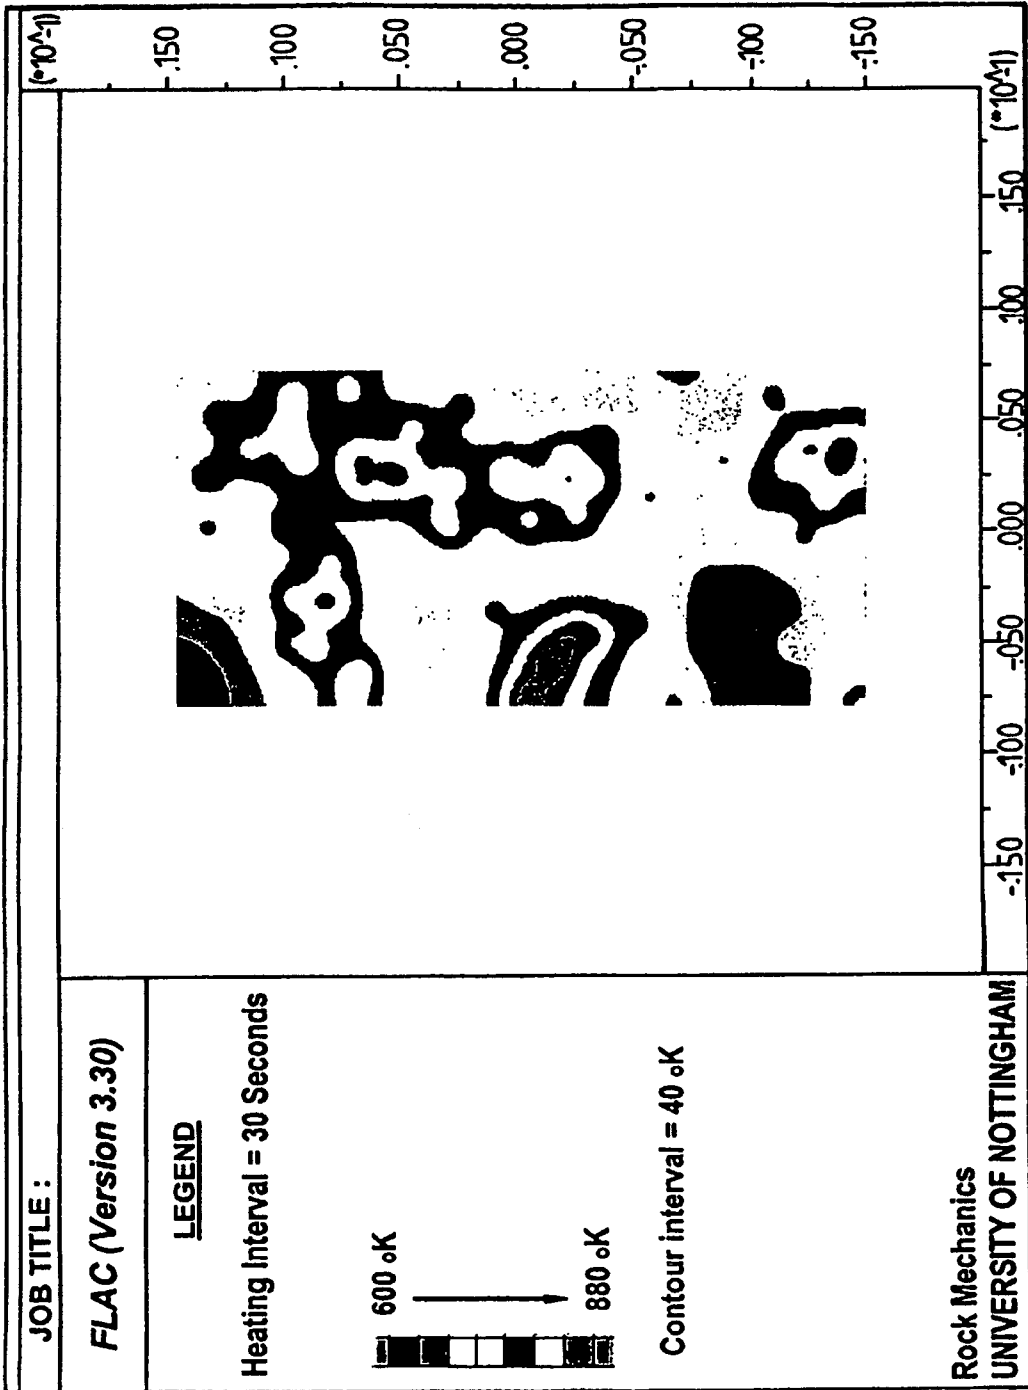 JOB TITLE :
(*10^-1)
FLAC (Version 3.30)
LEGEND
Heating Interval = 30 Seconds
600 oK
880 oK
Contour interval = 40 oK
Rock Mechanics
UNIVERSITY OF NOTTINGHAM
.150
.100
.050
.000
-.050
-.100
-.150
-.150 -.100 -.050 .000 .050 .100 .150
(*10^-1)